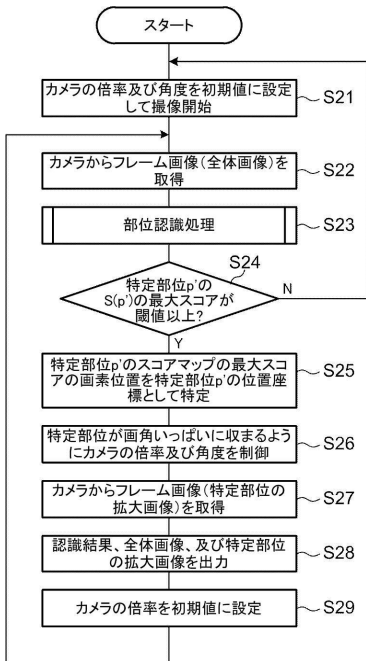 スタート
カメラの倍率及び角度を初期値に設定
して撮像開始
S21
カメラからフレーム画像(全体画像)を
取得
S22
部位認識処理
S23
S24
特定部位p'の
S(p')の最大スコアが
閾値以上?
N
Y
特定部位p'のスコアマップの最大スコ
アの画素位置を特定部位p'の位置座
標として特定
S25
特定部位が画角いっぱいに収まるよう
にカメラの倍率及び角度を制御
S26
カメラからフレーム画像(特定部位の
拡大画像)を取得
S27
認識結果、全体画像、及び特定部位
の拡大画像を出力
S28
カメラの倍率を初期値に設定
S29